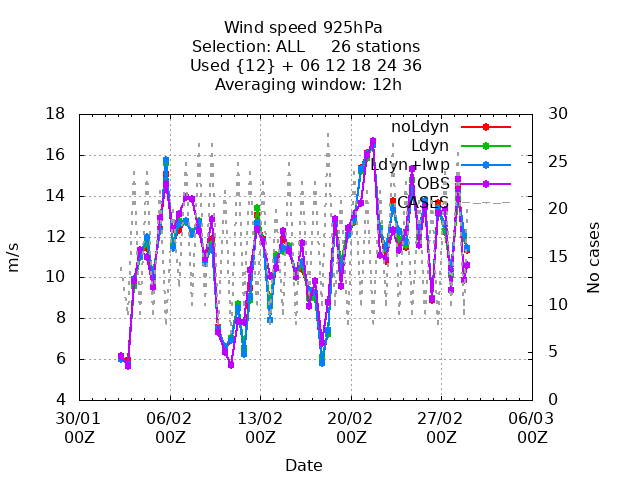 Wind speed 925hPa
Selection: ALL 26 stations
Used {12} + 06 12 18 24 36
Averaging window: 12h
18
16
14
12
10
8
6
4
m/s
30
25
20
15
10
5
0
No cases
noLdyn
Ldyn
Ldyn+lwp
OBS
CASES
30/01 06/02 13/02 20/02 27/02 06/03
00Z 00Z 00Z 00Z 00Z 00Z
Date